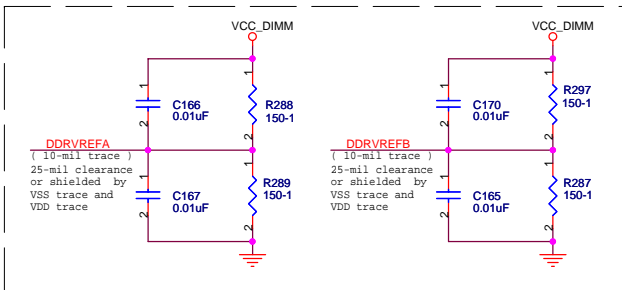 VCC_DIMM
1
1
C166
0.01uF
R288
150-1
2
2
DDRVREFA
( 10-mil trace )
25-mil clearance
or shielded by
VSS trace and
VDD trace
1
1
C167
0.01uF
R289
150-1
2
2
VCC_DIMM
1
1
C170
0.01uF
R297
150-1
2
2
DDRVREFB
( 10-mil trace )
25-mil clearance
or shielded by
VSS trace and
VDD trace
1
1
C165
0.01uF
R287
150-1
2
2